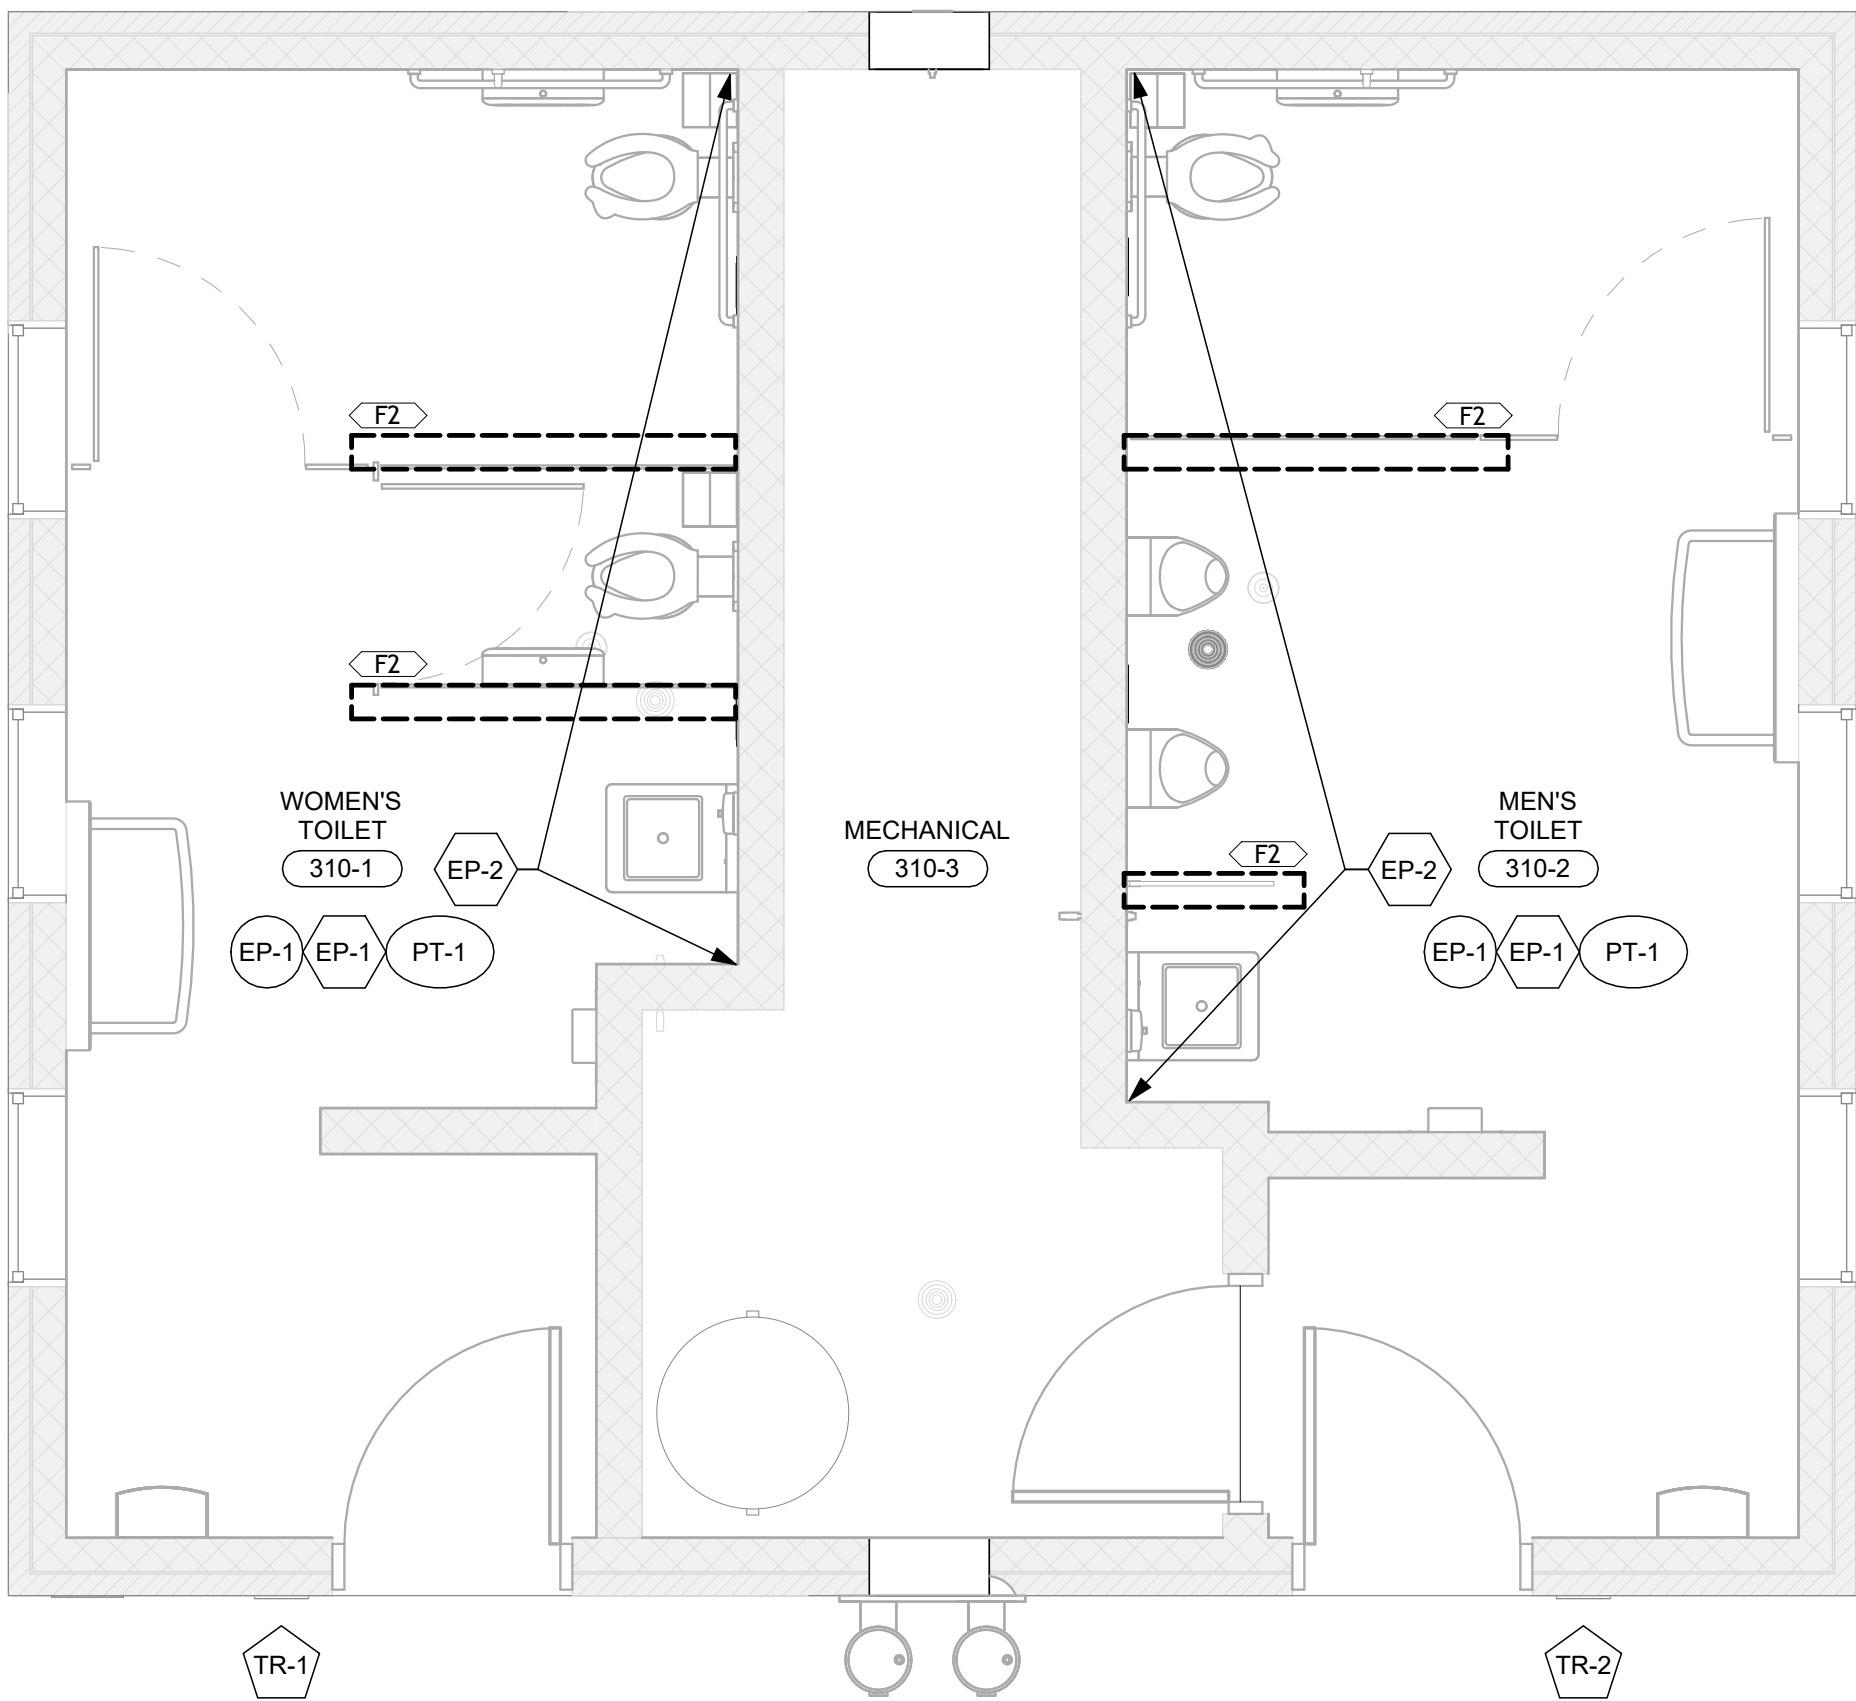 F2
F2
F2
WOMEN'S
TOILET
310-1
EP-2
EP-1 EP-1 PT-1
MECHANICAL
310-3
F2
EP-2
MEN'S
TOILET
310-2
EP-1 EP-1 PT-1
TR-1
TR-2